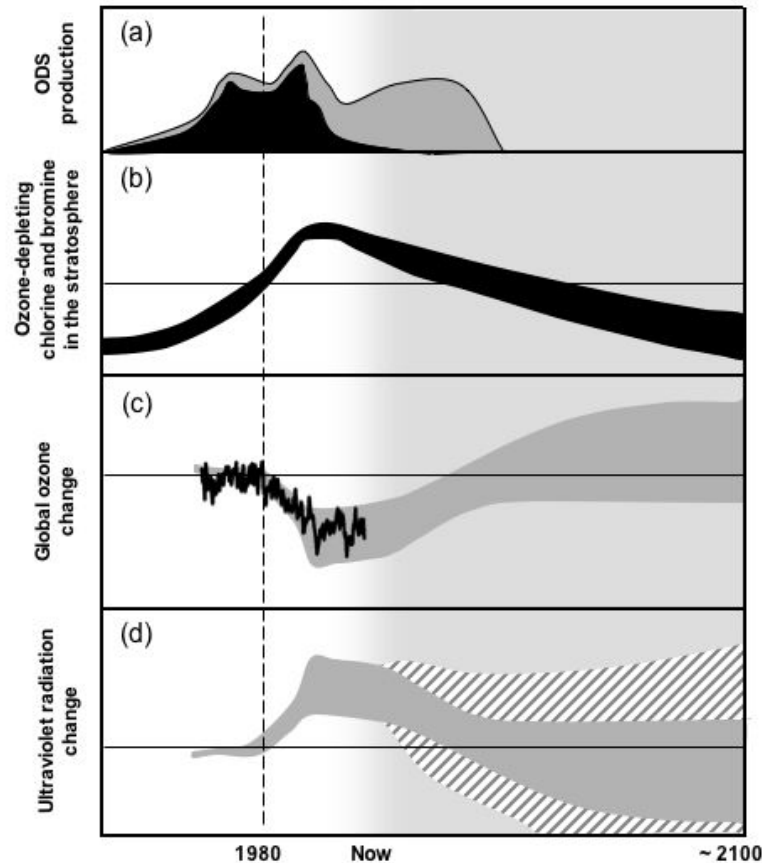 (a)
ODS
production
(b)
Ozone-depleting
chlorine and bromine
in the stratosphere
(c)
Global ozone
change
(d)
Ultraviolet radiation
change
1980 Now ~ 2100